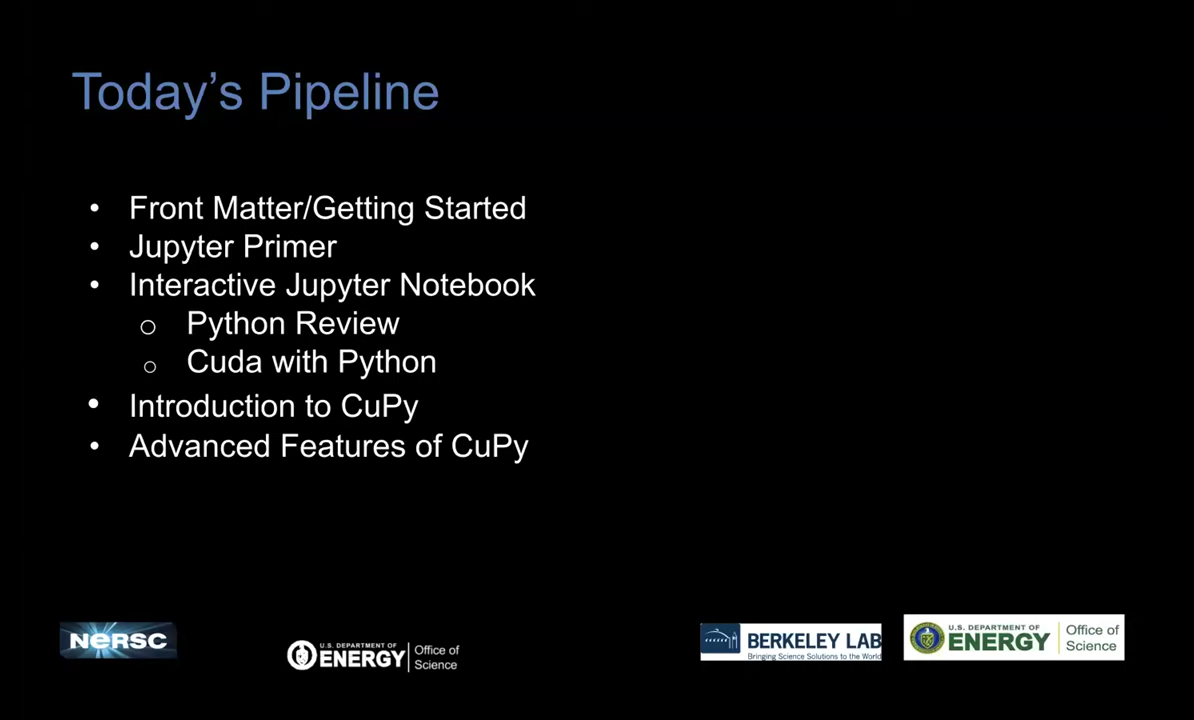 Today's Pipeline
• Front Matter/Getting Started
• Jupyter Primer
• Interactive Jupyter Notebook
o Python Review
o Cuda with Python
• Introduction to CuPy
• Advanced Features of CuPy
NERSC
U.S. DEPARTMENT OF
ENERGY
Office of
Science
BERKELEY LAB
Bringing Science Solutions to the World
U.S. DEPARTMENT OF
ENERGY
Office of
Science